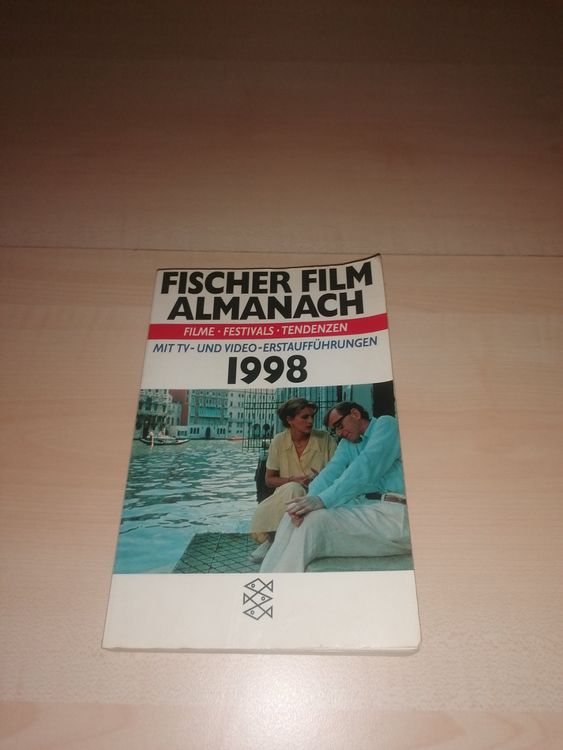 FISCHER FILM
ALMANACH
FILME · FESTIVALS · TENDENZEN
MIT TV- UND VIDEO-ERSTAUFFÜHRUNGEN
1998